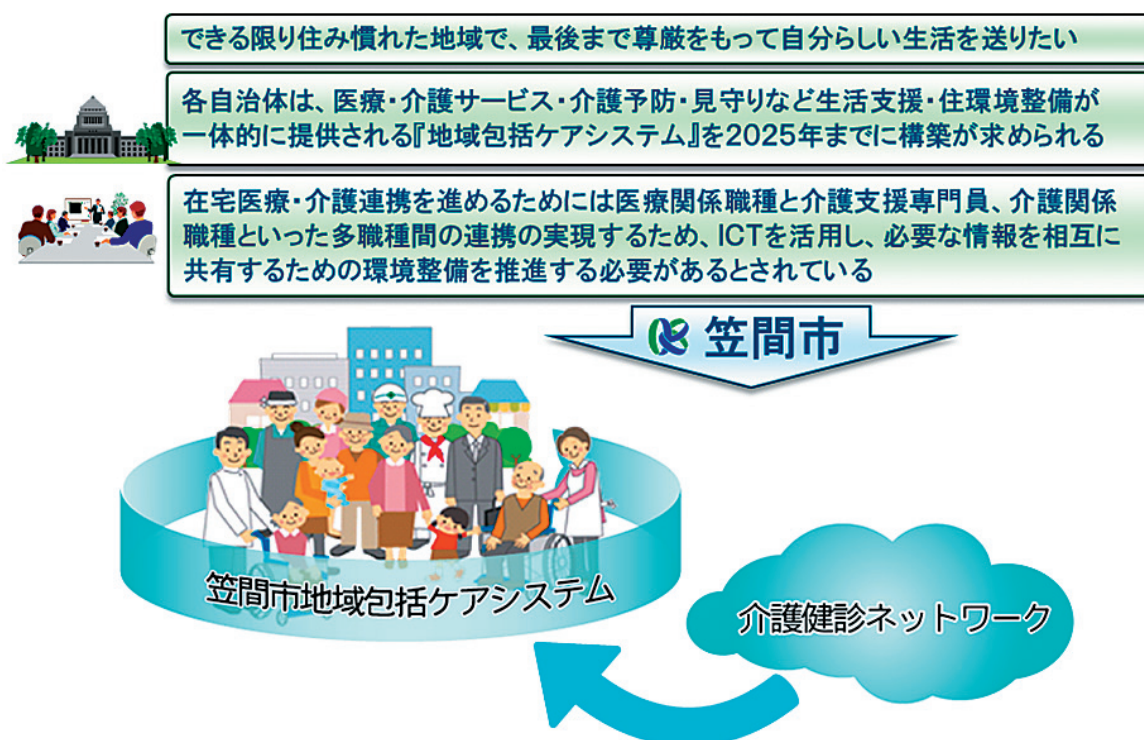 できる限り住み慣れた地域で、最後まで尊厳をもって自分らしい生活を送りたい
各自治体は、医療・介護サービス・介護予防・見守りなど生活支援・住環境整備が
一体的に提供される『地域包括ケアシステム』を2025年までに構築が求められる
在宅医療・介護連携を進めるためには医療関係職種と介護支援専門員、介護関係
職種といった多職種間の連携の実現するため、ICTを活用し、必要な情報を相互に
共有するための環境整備を推進する必要があるとされている
笠間市
笠間市地域包括ケアシステム
介護健診ネットワーク